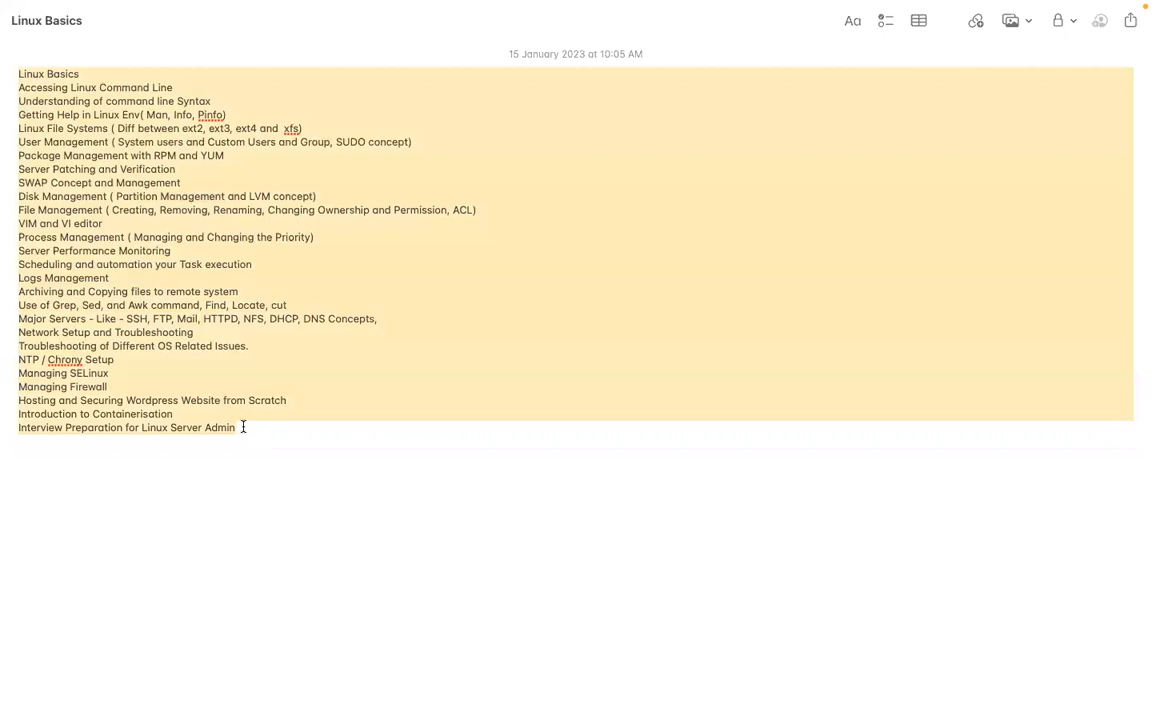 Linux Basics
Aa
15 January 2023 at 10:05 AM
Linux Basics
Accessing Linux Command Line
Understanding of command line Syntax
Getting Help in Linux Env( Man, Info, Pinfo)
Linux File Systems ( Diff between ext2, ext3, ext4 and  xfs)
User Management ( System users and Custom Users and Group, SUDO concept)
Package Management with RPM and YUM
Server Patching and Verification
SWAP Concept and Management
Disk Management ( Partition Management and LVM concept)
File Management ( Creating, Removing, Renaming, Changing Ownership and Permission, ACL)
VIM and VI editor
Process Management ( Managing and Changing the Priority)
Server Performance Monitoring
Scheduling and automation your Task execution
Logs Management
Archiving and Copying files to remote system
Use of Grep, Sed, and Awk command, Find, Locate, cut
Major Servers - Like - SSH, FTP, Mail, HTTPD, NFS, DHCP, DNS Concepts,
Network Setup and Troubleshooting
Troubleshooting of Different OS Related Issues.
NTP / Chrony Setup
Managing SELinux
Managing Firewall
Hosting and Securing Wordpress Website from Scratch
Introduction to Containerisation
Interview Preparation for Linux Server Admin